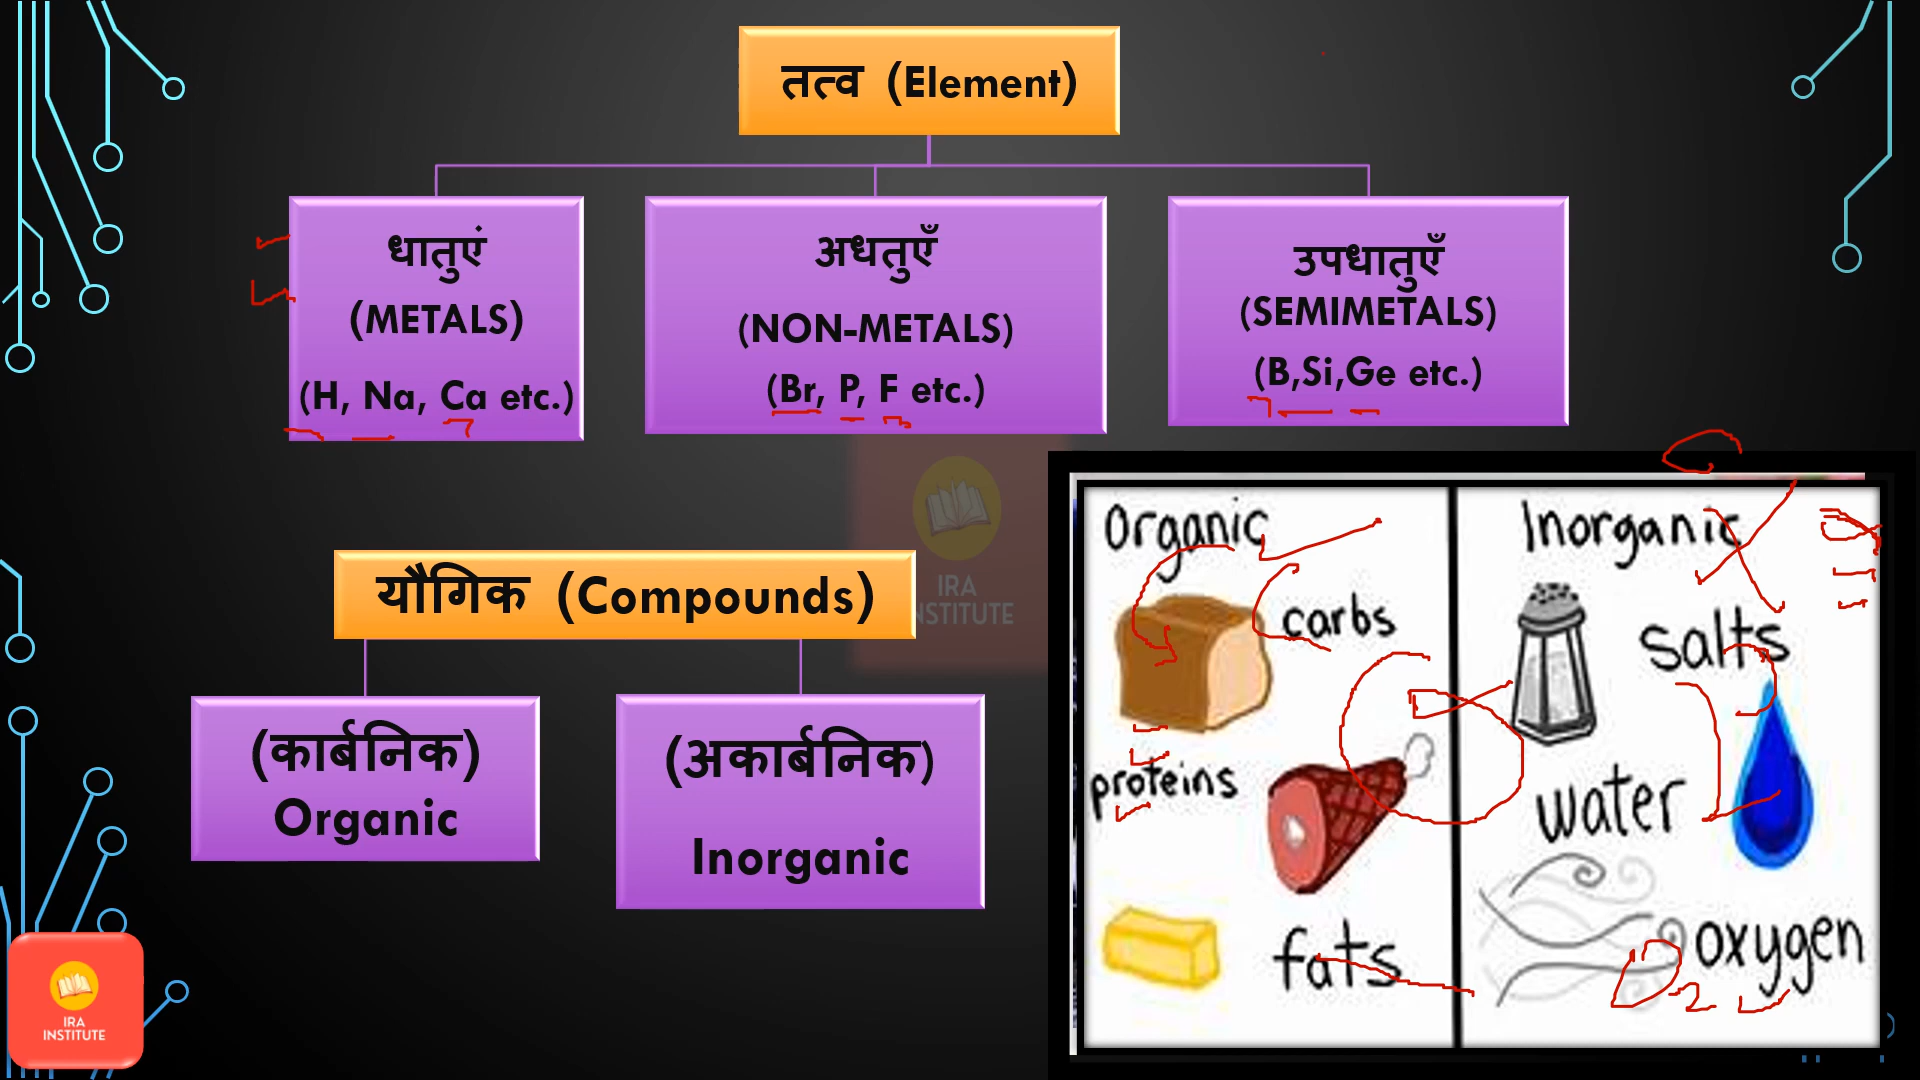 तत्व (Element)
धातुएं
(METALS)
(H, Na, Ca etc.)
अधतुएँ
(NON-METALS)
(Br, P, F etc.)
उपधातुएँ
(SEMIMETALS)
(B,Si,Ge etc.)
यौगिक (Compounds)
(कार्बनिक)
Organic
(अकार्बनिक)
Inorganic
IRA
INSTITUTE
Organic
carbs
proteins
fats
Inorganic
salts
water
oxygen
O2
IRA
INSTITUTE